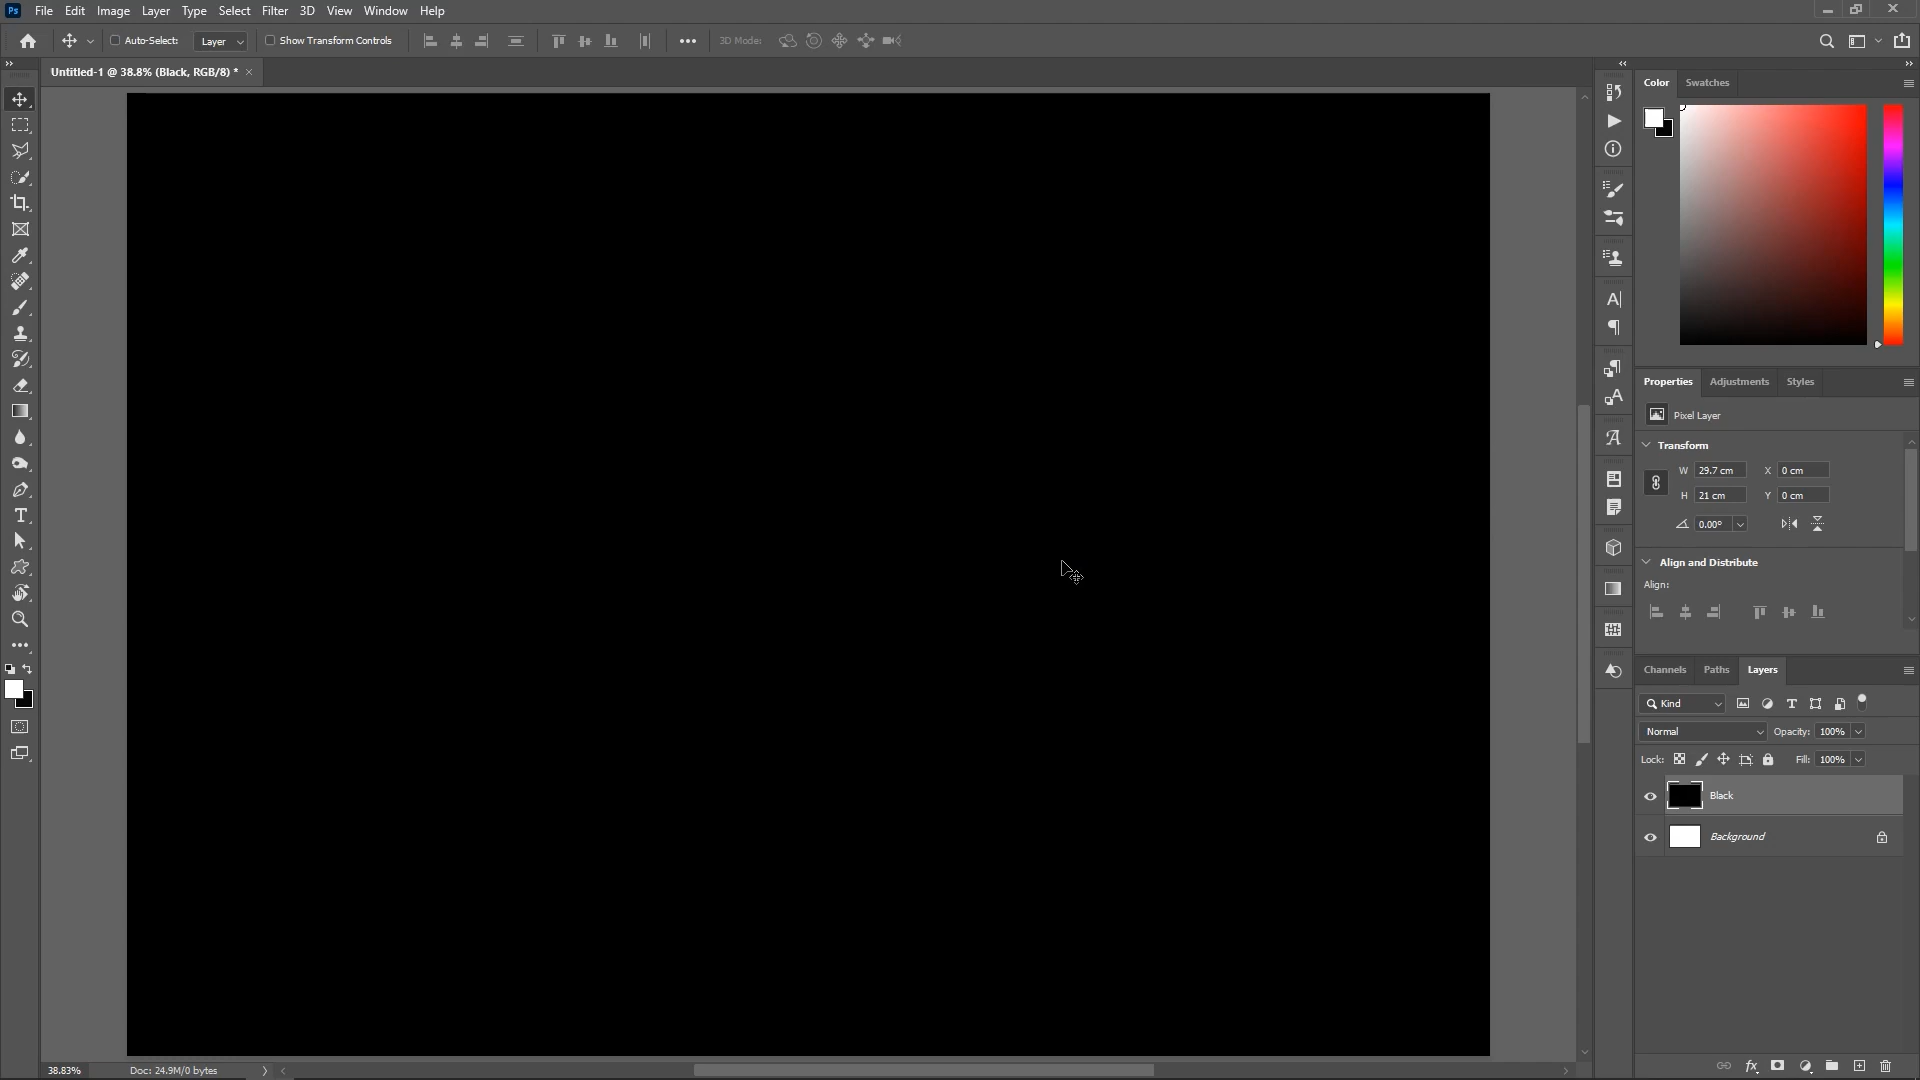 Ps File Edit Image Layer Type Select Filter 3D View Window Help
Auto-Select: Layer Show Transform Controls 3D Mode:
Untitled-1 @ 38.8% (Black, RGB/8) *
Color Swatches
Properties Adjustments Styles
Pixel Layer
Transform
W 29.7 cm X 0 cm
H 21 cm Y 0 cm
0.00°
Align and Distribute
Align:
Channels Paths Layers
Kind
Normal Opacity: 100%
Lock: Fill: 100%
Black
Background
38.83% Doc: 24.9M/0 bytes